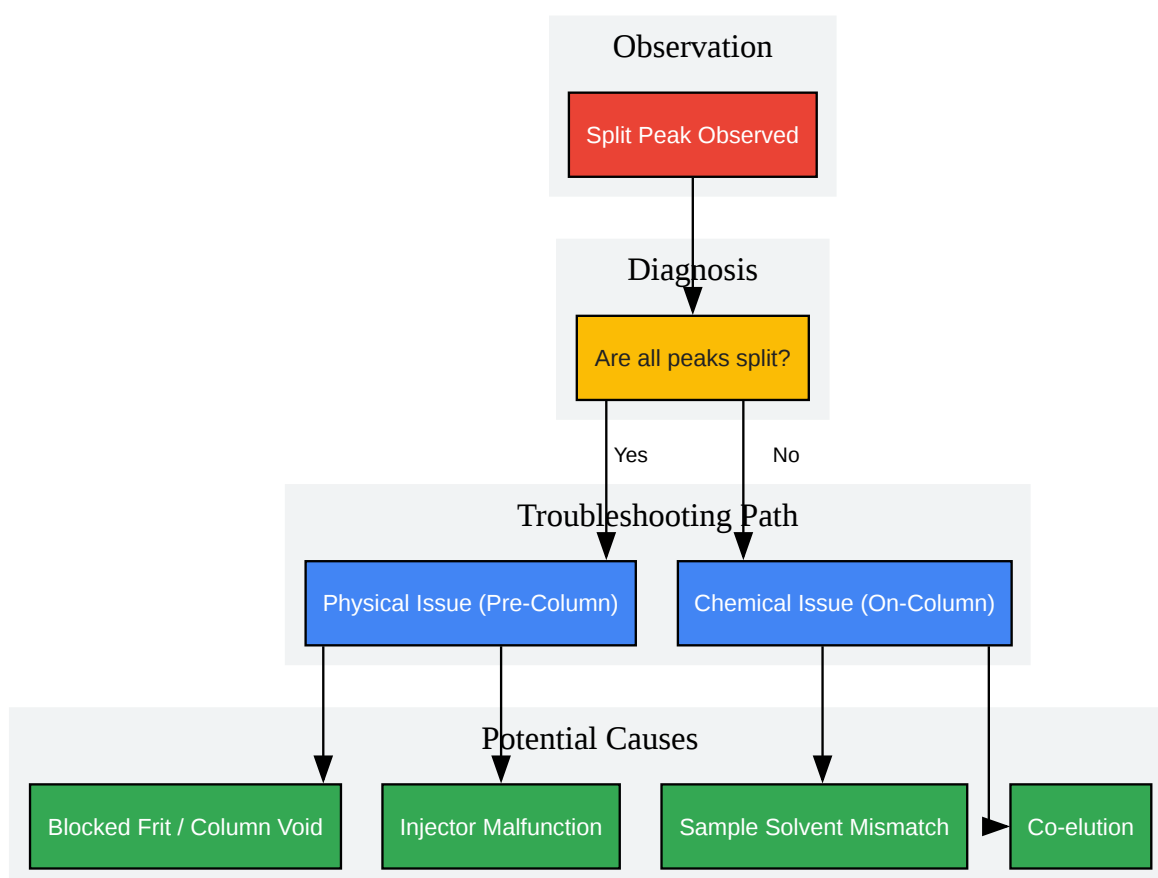 Observation
Split Peak Observed
Diagnosis
Are all peaks split?
Yes
No
Troubleshooting Path
Physical Issue (Pre-Column)
Chemical Issue (On-Column)
Potential Causes
Blocked Frit / Column Void
Injector Malfunction
Sample Solvent Mismatch
Co-elution